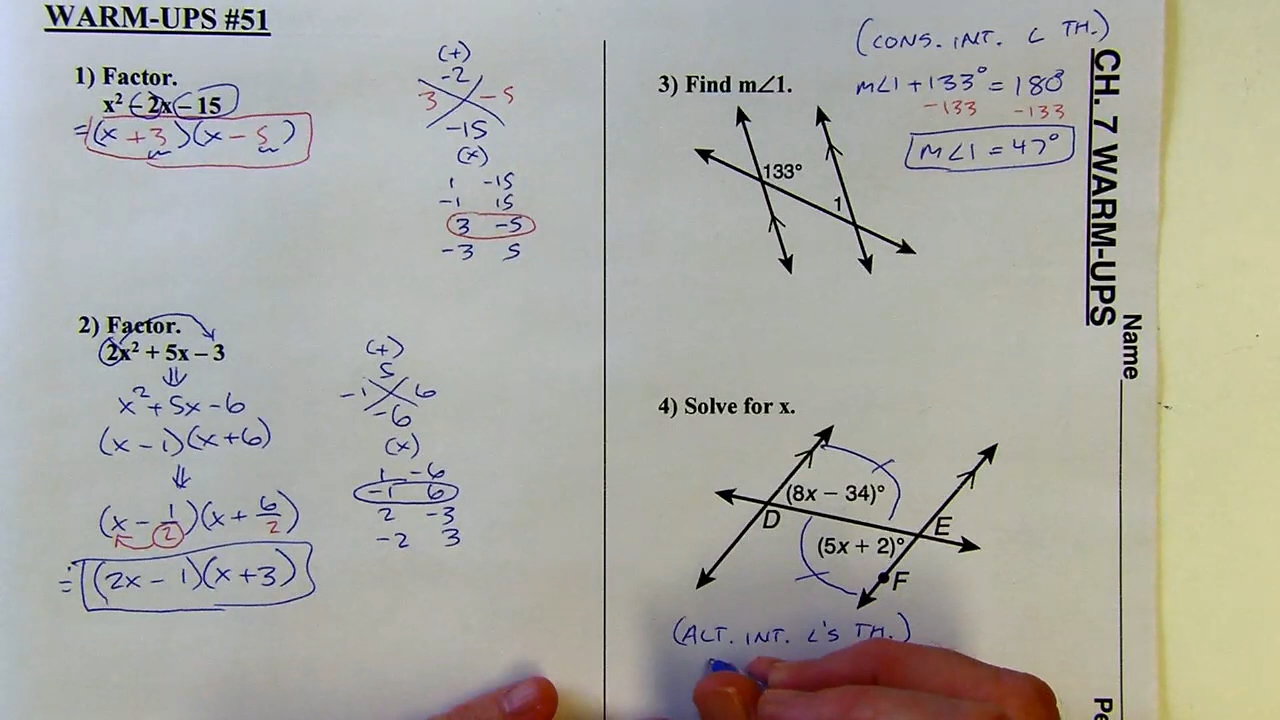 WARM-UPS #51
1) Factor.
x² − 2x − 15
= (x + 3)(x − 5)
(+)
-2
3 -5
-15
(x)
1 -15
-1 15
3 -5
-3 5
2) Factor.
2x² + 5x − 3
⇓
x² + 5x − 6
(x − 1)(x + 6)
⇓
(x − 1/2)(x + 6/2)
= (2x − 1)(x + 3)
(+)
5
-1 6
-6
(x)
1 -6
-1 6
2 -3
-2 3
(CONS. INT. ∠ TH.)
3) Find m∠1.
m∠1 + 133° = 180°
-133 -133
m∠1 = 47°
133°
1
4) Solve for x.
(8x − 34)°
D
E
(5x + 2)°
F
(ALT. INT. ∠'S TH.)
CH. 7 WARM-UPS
Name
Pe